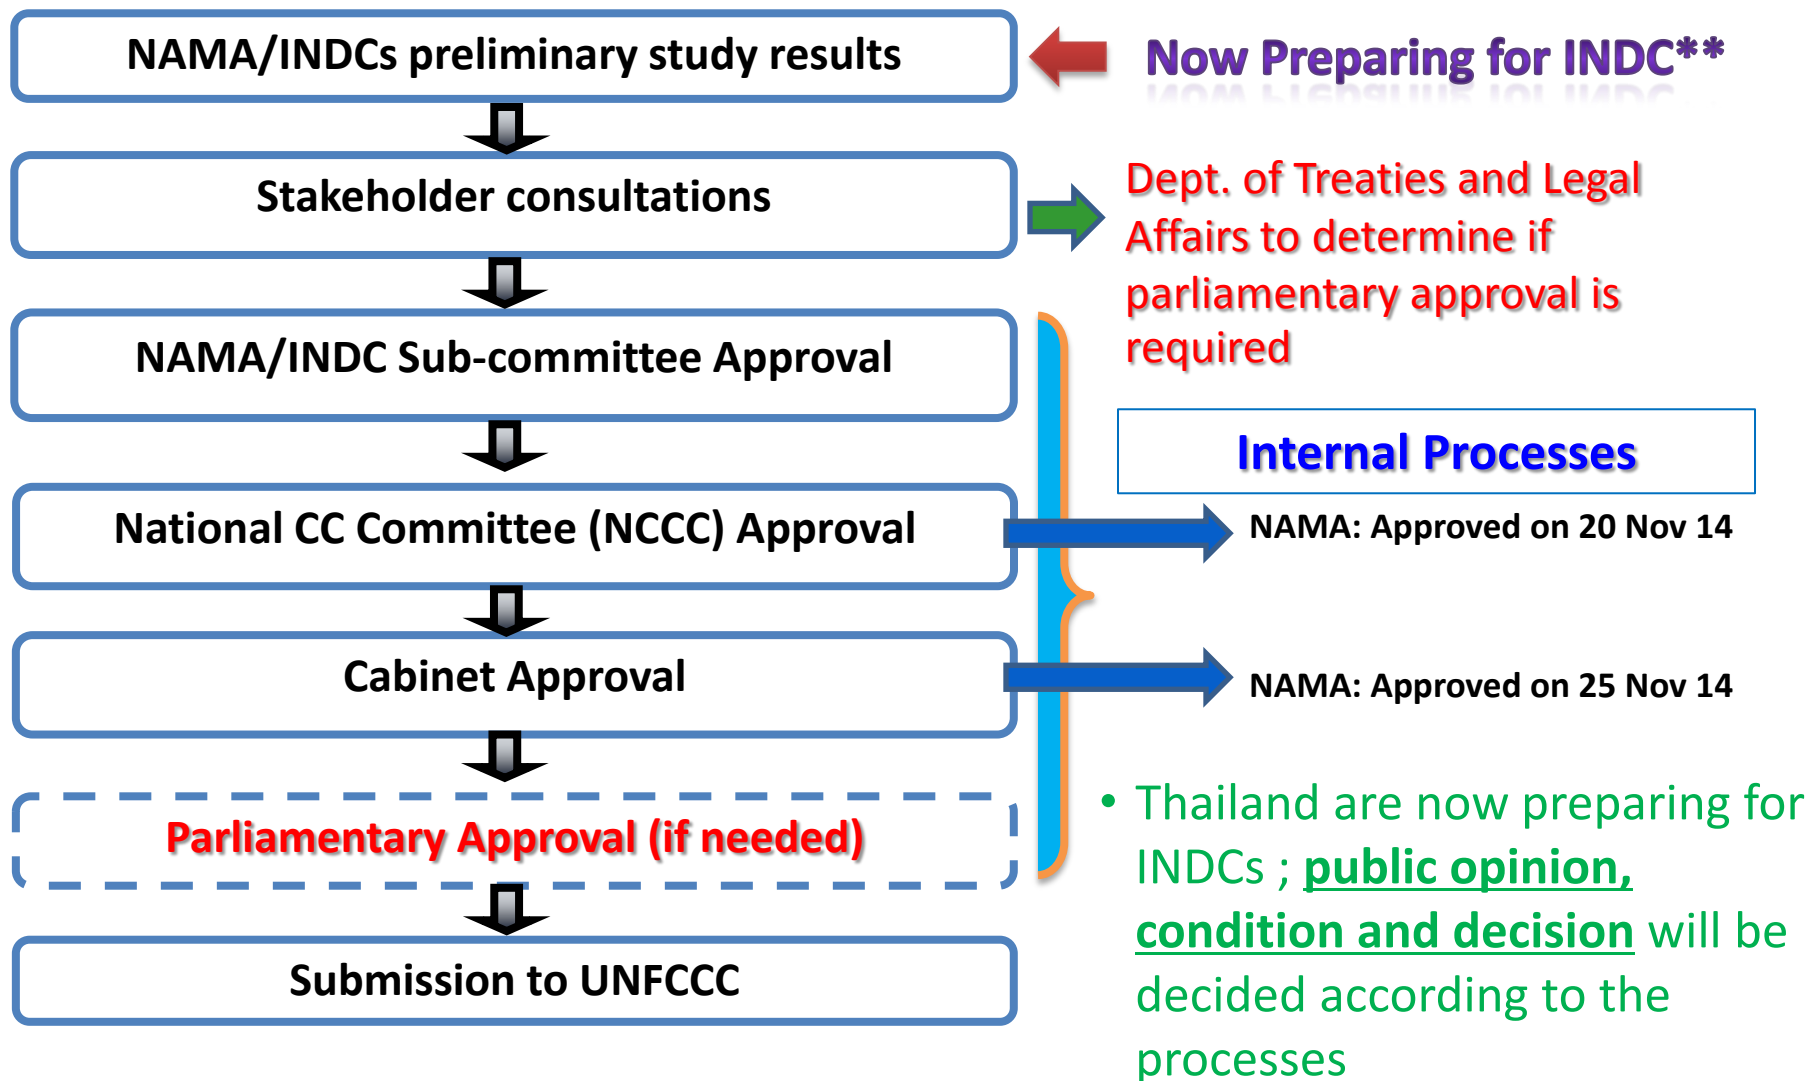 NAMA/INDCs preliminary study results
Now Preparing for INDC**
Stakeholder consultations
Dept. of Treaties and Legal
Affairs to determine if
parliamentary approval is
required
NAMA/INDC Sub-committee Approval
Internal Processes
National CC Committee (NCCC) Approval
NAMA: Approved on 20 Nov 14
Cabinet Approval
NAMA: Approved on 25 Nov 14
Parliamentary Approval (if needed)
• Thailand are now preparing for
INDCs ; public opinion,
condition and decision will be
decided according to the
processes
Submission to UNFCCC